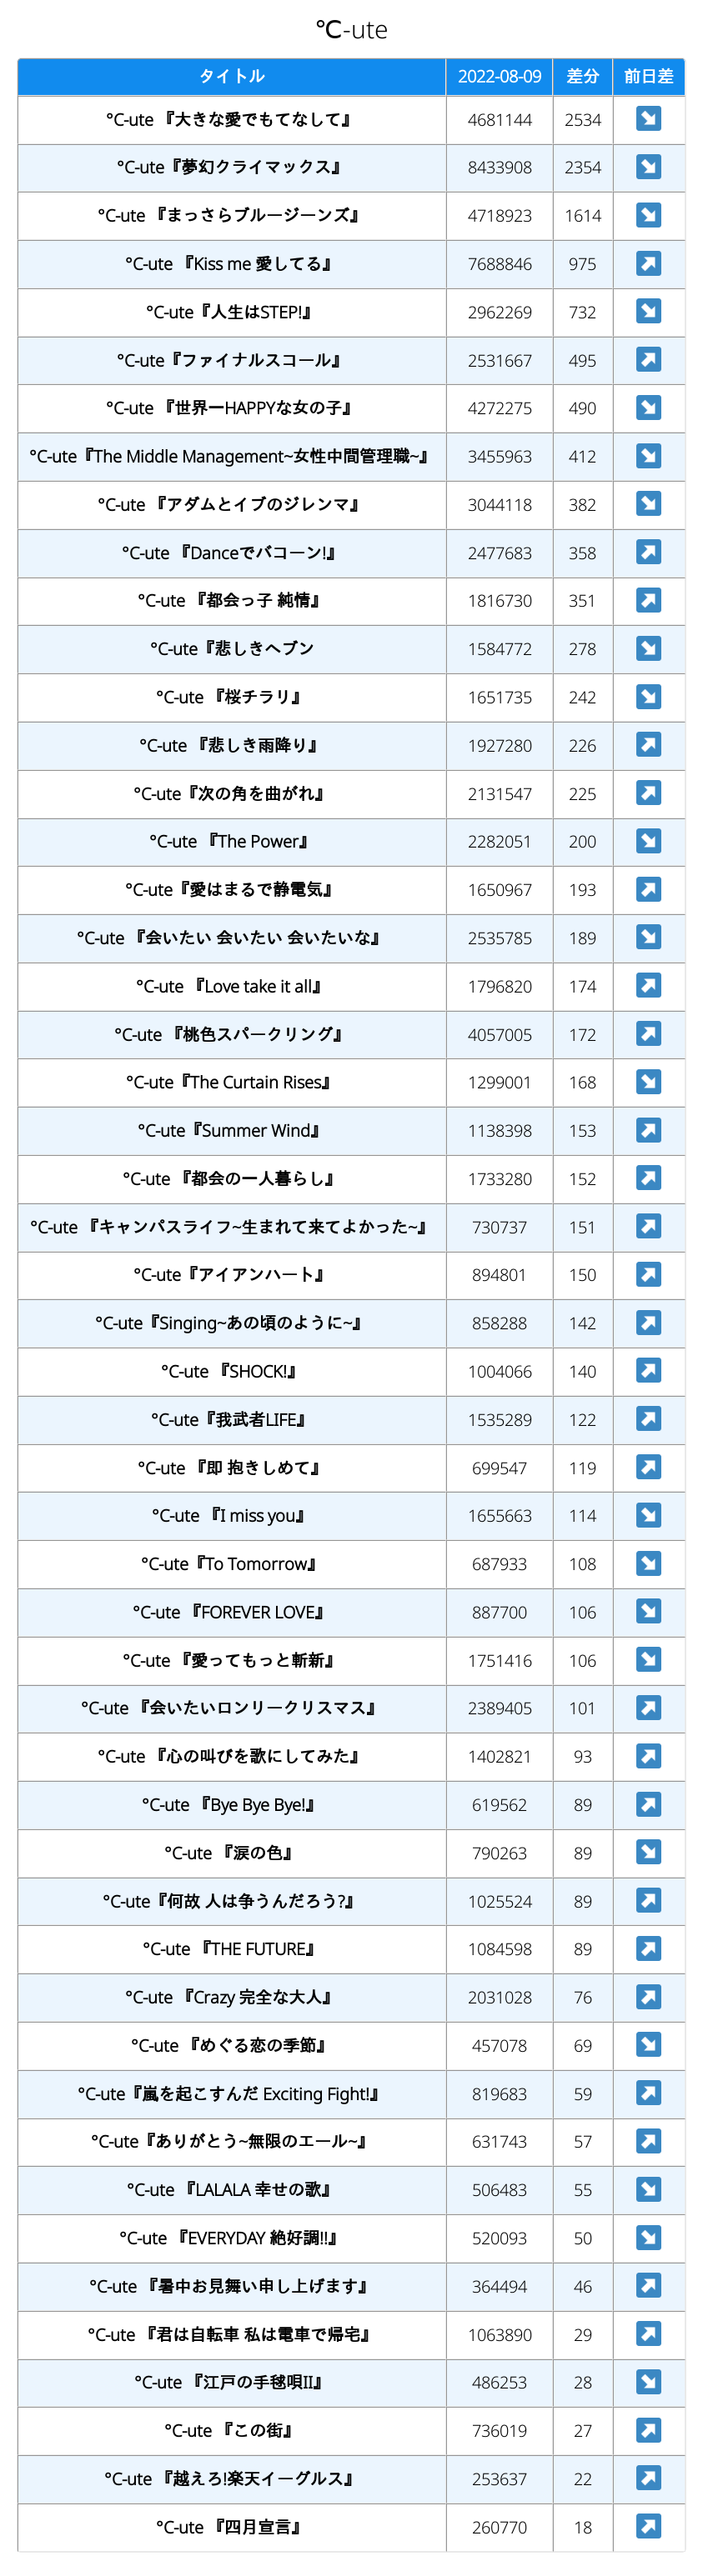 ℃-ute
タイトル 2022-08-09 差分 前日差
°C-ute 『大きな愛でもてなして』 4681144 2534 ↘
°C-ute『夢幻クライマックス』 8433908 2354 ↘
°C-ute 『まっさらブルージーンズ』 4718923 1614 ↘
°C-ute 『Kiss me 愛してる』 7688846 975 ↗
°C-ute『人生はSTEP!』 2962269 732 ↘
°C-ute『ファイナルスコール』 2531667 495 ↗
°C-ute 『世界一HAPPYな女の子』 4272275 490 ↘
°C-ute『The Middle Management~女性中間管理職~』 3455963 412 ↘
°C-ute 『アダムとイブのジレンマ』 3044118 382 ↘
°C-ute 『Danceでバコーン!』 2477683 358 ↗
°C-ute 『都会っ子 純情』 1816730 351 ↗
°C-ute『悲しきヘブン 1584772 278 ↘
°C-ute 『桜チラリ』 1651735 242 ↘
°C-ute 『悲しき雨降り』 1927280 226 ↗
°C-ute『次の角を曲がれ』 2131547 225 ↗
°C-ute 『The Power』 2282051 200 ↘
°C-ute『愛はまるで静電気』 1650967 193 ↗
°C-ute 『会いたい 会いたい 会いたいな』 2535785 189 ↘
°C-ute 『Love take it all』 1796820 174 ↗
°C-ute 『桃色スパークリング』 4057005 172 ↗
°C-ute『The Curtain Rises』 1299001 168 ↘
°C-ute『Summer Wind』 1138398 153 ↗
°C-ute 『都会の一人暮らし』 1733280 152 ↗
°C-ute 『キャンパスライフ~生まれて来てよかった~』 730737 151 ↗
°C-ute『アイアンハート』 894801 150 ↗
°C-ute『Singing~あの頃のように~』 858288 142 ↗
°C-ute 『SHOCK!』 1004066 140 ↗
°C-ute『我武者LIFE』 1535289 122 ↗
°C-ute 『即 抱きしめて』 699547 119 ↗
°C-ute 『I miss you』 1655663 114 ↘
°C-ute『To Tomorrow』 687933 108 ↘
°C-ute 『FOREVER LOVE』 887700 106 ↘
°C-ute 『愛ってもっと斬新』 1751416 106 ↘
°C-ute 『会いたいロンリークリスマス』 2389405 101 ↗
°C-ute 『心の叫びを歌にしてみた』 1402821 93 ↗
°C-ute 『Bye Bye Bye!』 619562 89 ↗
°C-ute 『涙の色』 790263 89 ↘
°C-ute『何故 人は争うんだろう?』 1025524 89 ↗
°C-ute 『THE FUTURE』 1084598 89 ↗
°C-ute 『Crazy 完全な大人』 2031028 76 ↗
°C-ute 『めぐる恋の季節』 457078 69 ↘
°C-ute『嵐を起こすんだ Exciting Fight!』 819683 59 ↗
°C-ute『ありがとう~無限のエール~』 631743 57 ↗
°C-ute 『LALALA 幸せの歌』 506483 55 ↘
°C-ute 『EVERYDAY 絶好調!!』 520093 50 ↘
°C-ute 『暑中お見舞い申し上げます』 364494 46 ↗
°C-ute 『君は自転車 私は電車で帰宅』 1063890 29 ↗
°C-ute 『江戸の手毬唄II』 486253 28 ↘
°C-ute 『この街』 736019 27 ↗
°C-ute 『越えろ!楽天イーグルス』 253637 22 ↗
°C-ute 『四月宣言』 260770 18 ↗